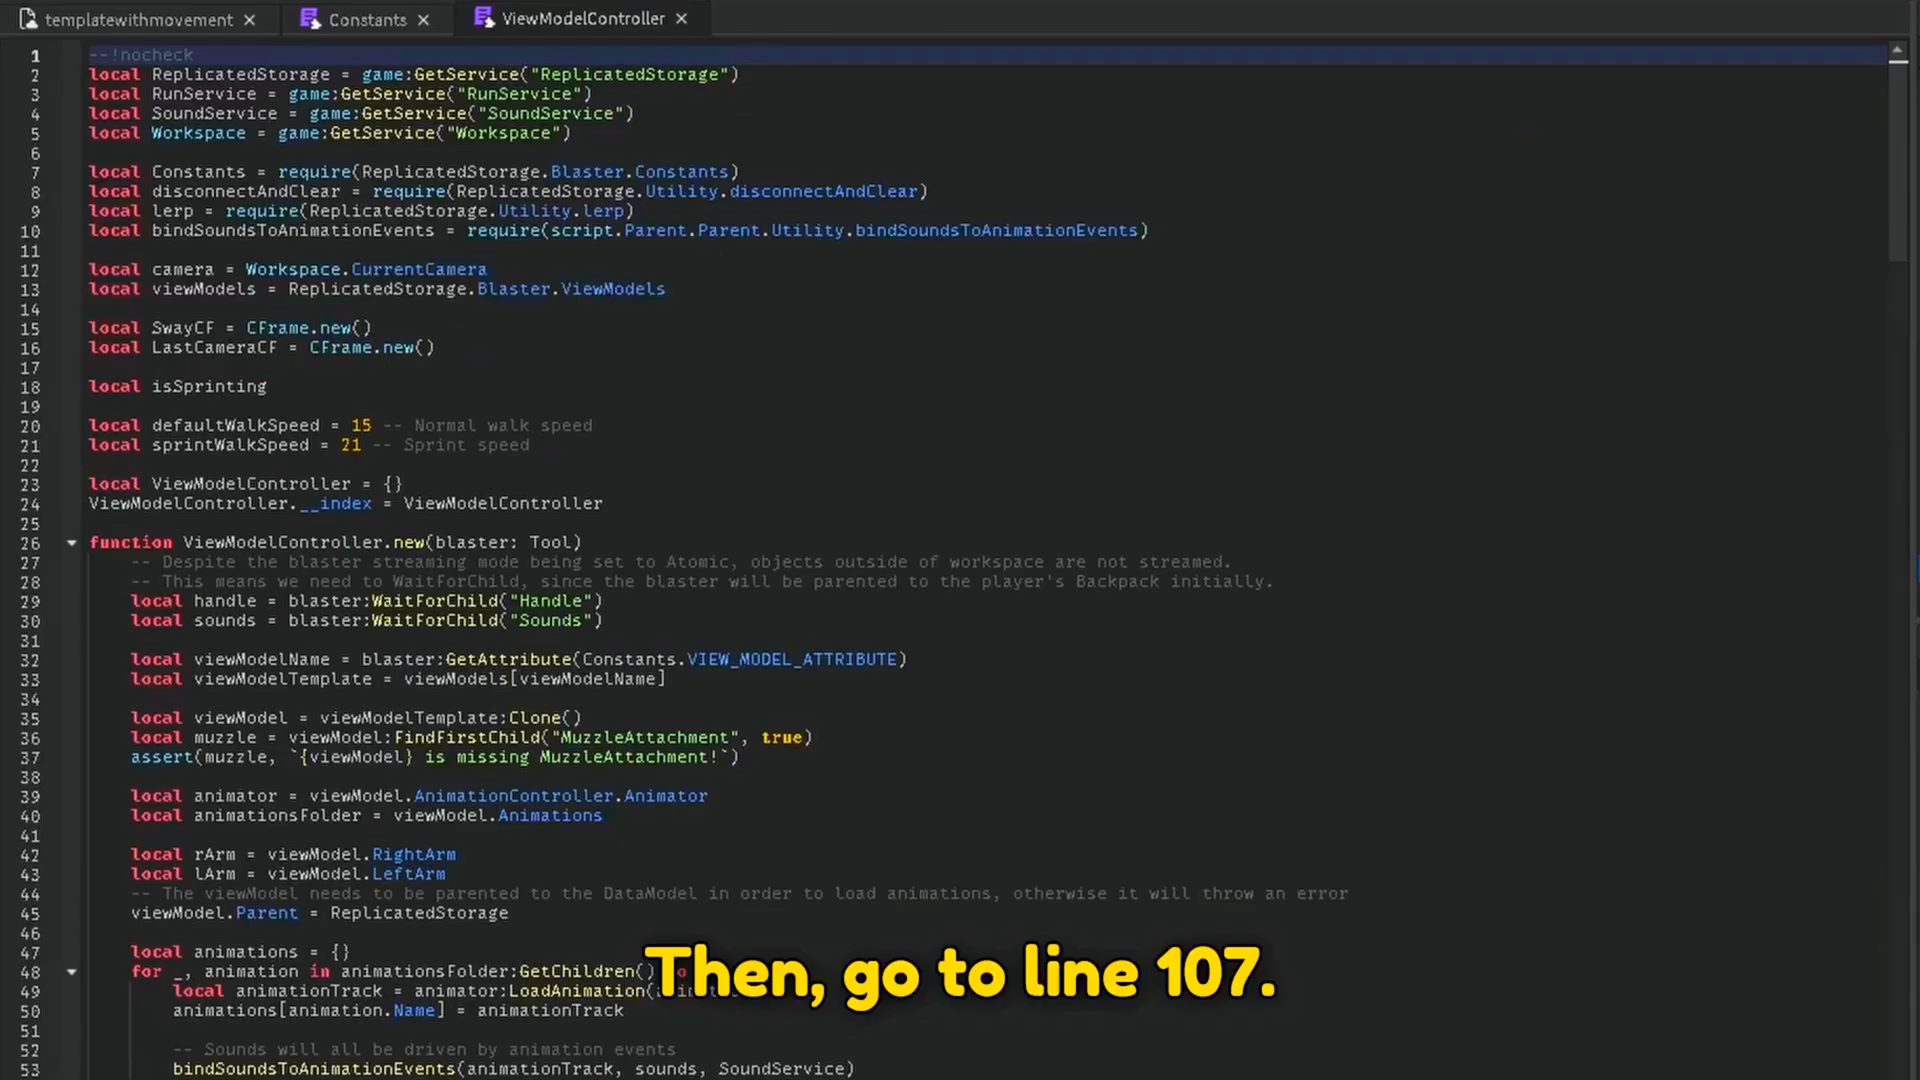 templatewithmovement
Constants
ViewModelController
1 --!nocheck
2 local ReplicatedStorage = game:GetService("ReplicatedStorage")
3 local RunService = game:GetService("RunService")
4 local SoundService = game:GetService("SoundService")
5 local Workspace = game:GetService("Workspace")
6
7 local Constants = require(ReplicatedStorage.Blaster.Constants)
8 local disconnectAndClear = require(ReplicatedStorage.Utility.disconnectAndClear)
9 local lerp = require(ReplicatedStorage.Utility.lerp)
10 local bindSoundsToAnimationEvents = require(script.Parent.Parent.Utility.bindSoundsToAnimationEvents)
11
12 local camera = Workspace.CurrentCamera
13 local viewModels = ReplicatedStorage.Blaster.ViewModels
14
15 local SwayCF = CFrame.new()
16 local LastCameraCF = CFrame.new()
17
18 local isSprinting
19
20 local defaultWalkSpeed = 15 -- Normal walk speed
21 local sprintWalkSpeed = 21 -- Sprint speed
22
23 local ViewModelController = {}
24 ViewModelController.__index = ViewModelController
25
26 function ViewModelController.new(blaster: Tool)
27 -- Despite the blaster streaming mode being set to Atomic, objects outside of workspace are not streamed.
28 -- This means we need to WaitForChild, since the blaster will be parented to the player's Backpack initially.
29 local handle = blaster:WaitForChild("Handle")
30 local sounds = blaster:WaitForChild("Sounds")
31
32 local viewModelName = blaster:GetAttribute(Constants.VIEW_MODEL_ATTRIBUTE)
33 local viewModelTemplate = viewModels[viewModelName]
34
35 local viewModel = viewModelTemplate:Clone()
36 local muzzle = viewModel:FindFirstChild("MuzzleAttachment", true)
37 assert(muzzle, `{viewModel} is missing MuzzleAttachment!`)
38
39 local animator = viewModel.AnimationController.Animator
40 local animationsFolder = viewModel.Animations
41
42 local rArm = viewModel.RightArm
43 local lArm = viewModel.LeftArm
44 -- The viewModel needs to be parented to the DataModel in order to load animations, otherwise it will throw an error
45 viewModel.Parent = ReplicatedStorage
46
47 local animations = {}
48 for _, animation in animationsFolder:GetChildren()
49 local animationTrack = animator:LoadAnimation(
50 animations[animation.Name] = animationTrack
51
52 -- Sounds will all be driven by animation events
53 bindSoundsToAnimationEvents(animationTrack, sounds, SoundService)
Then, go to line 107.